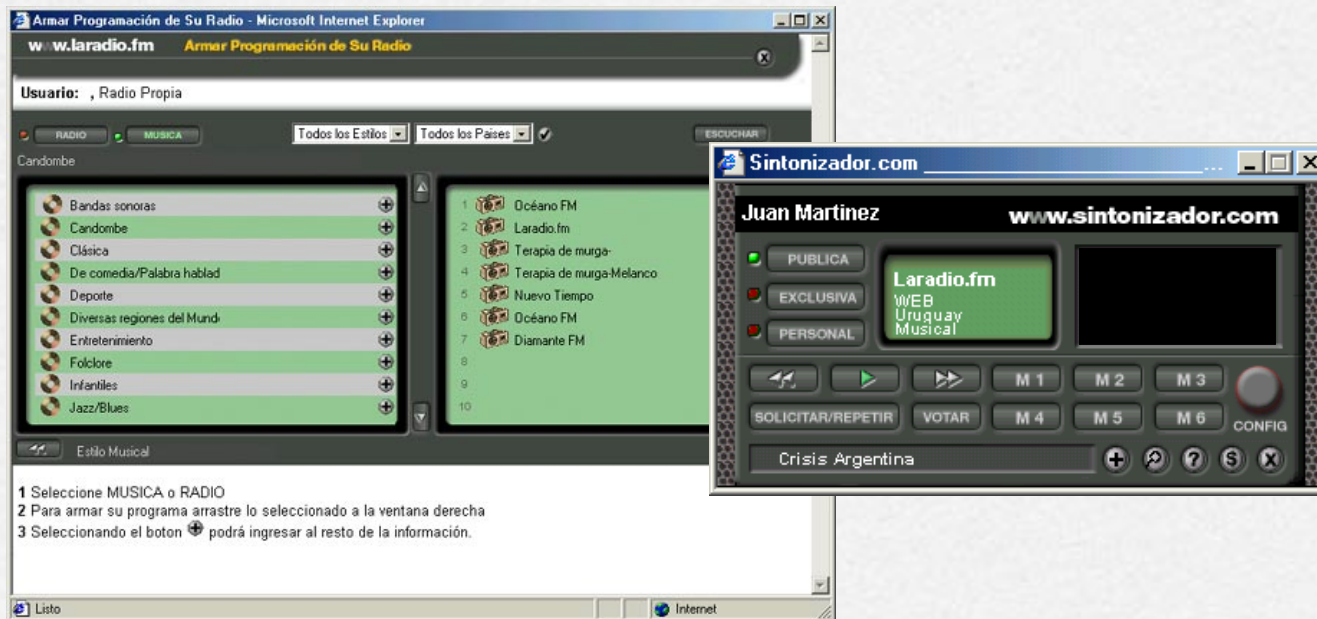 Armar Programación de Su Radio - Microsoft Internet Explorer
www.laradio.fm Armar Programación de Su Radio
Usuario: , Radio Propia
RADIO MUSICA Todos los Estilos Todos los Paises ESCUCHAR
Candombe
Bandas sonoras
Candombe
Clásica
De comedia/Palabra hablad
Deporte
Diversas regiones del Mund
Entretenimiento
Folclore
Infantiles
Jazz/Blues
1 Océano FM
2 Laradio.fm
3 Terapia de murga-
4 Terapia de murga-Melanco
5 Nuevo Tiempo
6 Océano FM
7 Diamante FM
8
9
10
Estilo Musical
1 Seleccione MUSICA o RADIO
2 Para armar su programa arrastre lo seleccionado a la ventana derecha
3 Seleccionando el boton podrá ingresar al resto de la información.
Listo Internet
Sintonizador.com ...
Juan Martinez www.sintonizador.com
PUBLICA
EXCLUSIVA
PERSONAL
Laradio.fm
WEB
Uruguay
Musical
M 1 M 2 M 3
SOLICITAR/REPETIR VOTAR M 4 M 5 M 6 CONFIG
Crisis Argentina ? S X